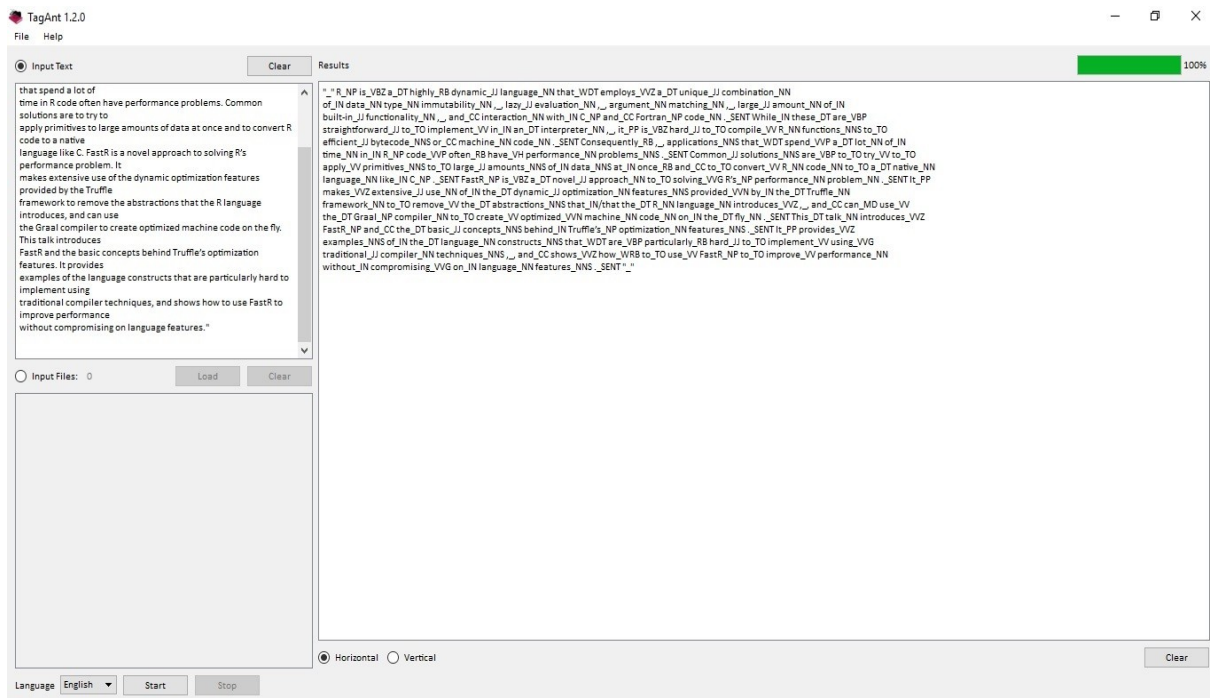 TagAnt 1.2.0
File Help
Input Text Clear
that spend a lot of
time in R code often have performance problems. Common
solutions are to try to
apply primitives to large amounts of data at once and to convert R
code to a native
language like C. FastR is a novel approach to solving R's
performance problem. It
makes extensive use of the dynamic optimization features
provided by the Truffle
framework to remove the abstractions that the R language
introduces, and can use
the Graal compiler to create optimized machine code on the fly.
This talk introduces
FastR and the basic concepts behind Truffle's optimization
features. It provides
examples of the language constructs that are particularly hard to
implement using
traditional compiler techniques, and shows how to use FastR to
improve performance
without compromising on language features."
Input Files: 0 Load Clear
Language English Start Stop
Results 100%
"_" R_NP is_VBZ a_DT highly_RB dynamic_JJ language_NN that_WDT employs_VVZ a_DT unique_JJ combination_NN
of_IN data_NN type_NN immutability_NN ,_, lazy_JJ evaluation_NN ,_, argument_NN matching_NN ,_, large_JJ amount_NN of_IN
built-in_JJ functionality_NN ,_, and_CC interaction_NN with_IN C_NP and_CC Fortran_NP code_NN ._SENT While_IN these_DT are_VBP
straightforward_JJ to_TO implement_VV in_IN an_DT interpreter_NN ,_, it_PP is_VBZ hard_JJ to_TO compile_VV R_NN functions_NNS to_TO
efficient_JJ bytecode_NNS or_CC machine_NN code_NN ._SENT Consequently_RB ,_, applications_NNS that_WDT spend_VVP a_DT lot_NN of_IN
time_NN in_IN R_NP code_VVP often_RB have_VH performance_NN problems_NNS ._SENT Common_JJ solutions_NNS are_VBP to_TO try_VV to_TO
apply_VV primitives_NNS to_TO large_JJ amounts_NNS of_IN data_NNS at_IN once_RB and_CC to_TO convert_VV R_NN code_NN to_TO a_DT native_NN
language_NN like_IN C_NP ._SENT FastR_NP is_VBZ a_DT novel_JJ approach_NN to_TO solving_VVG R's_NP performance_NN problem_NN ._SENT It_PP
makes_VVZ extensive_JJ use_NN of_IN the_DT dynamic_JJ optimization_NN features_NNS provided_VVN by_IN the_DT Truffle_NN
framework_NN to_TO remove_VV the_DT abstractions_NNS that_IN/that the_DT R_NN language_NN introduces_VVZ ,_, and_CC can_MD use_VV
the_DT Graal_NP compiler_NN to_TO create_VV optimized_VVN machine_NN code_NN on_IN the_DT fly_NN ._SENT This_DT talk_NN introduces_VVZ
FastR_NP and_CC the_DT basic_JJ concepts_NNS behind_IN Truffle's_NP optimization_NN features_NNS ._SENT It_PP provides_VVZ
examples_NNS of_IN the_DT language_NN constructs_NNS that_WDT are_VBP particularly_RB hard_JJ to_TO implement_VV using_VVG
traditional_JJ compiler_NN techniques_NNS ,_, and_CC shows_VVZ how_WRB to_TO use_VV FastR_NP to_TO improve_VV performance_NN
without_IN compromising_VVG on_IN language_NN features_NNS ._SENT "_"
Horizontal Vertical Clear